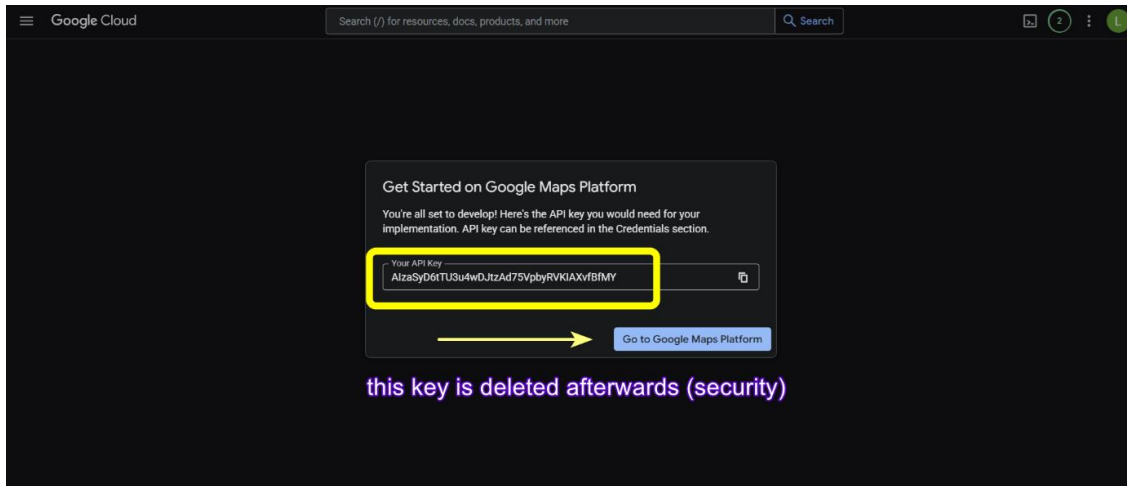 Google Cloud
Search (/) for resources, docs, products, and more
Search
2
L
Get Started on Google Maps Platform
You're all set to develop! Here's the API key you would need for your
implementation. API key can be referenced in the Credentials section.
Your API Key
AIzaSyD6tTU3u4wDJtzAd75VpbyRVKIAXvfBfMY
Go to Google Maps Platform
this key is deleted afterwards (security)